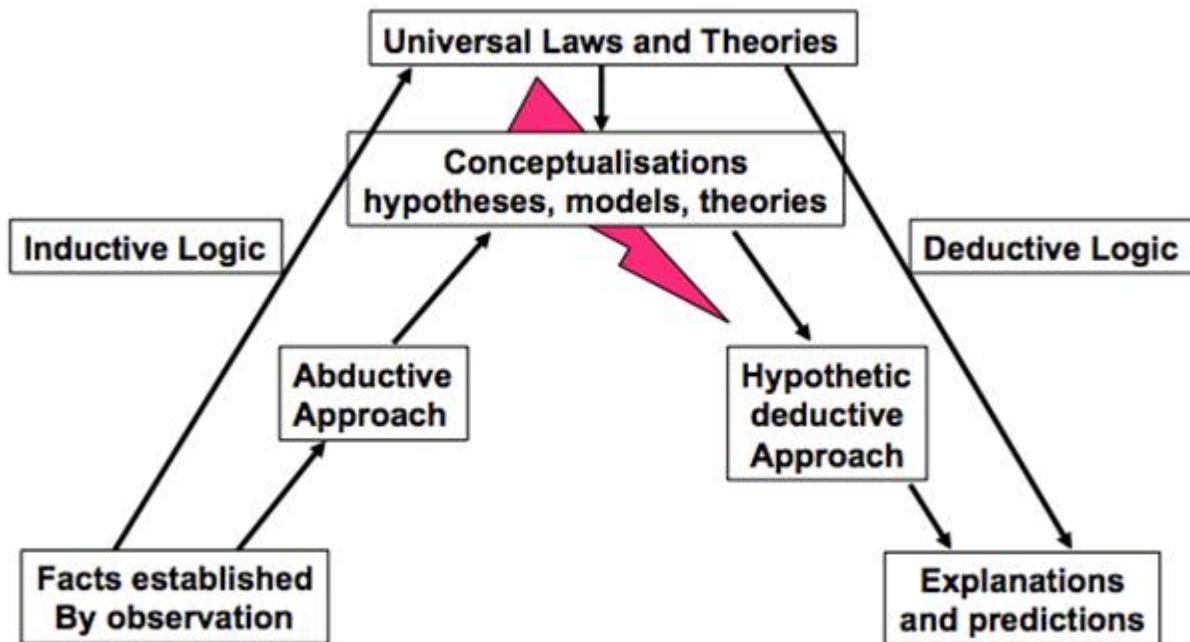 Universal Laws and Theories
Conceptualisations
hypotheses, models, theories
Inductive Logic
Deductive Logic
Abductive
Approach
Hypothetic
deductive
Approach
Facts established
By observation
Explanations
and predictions